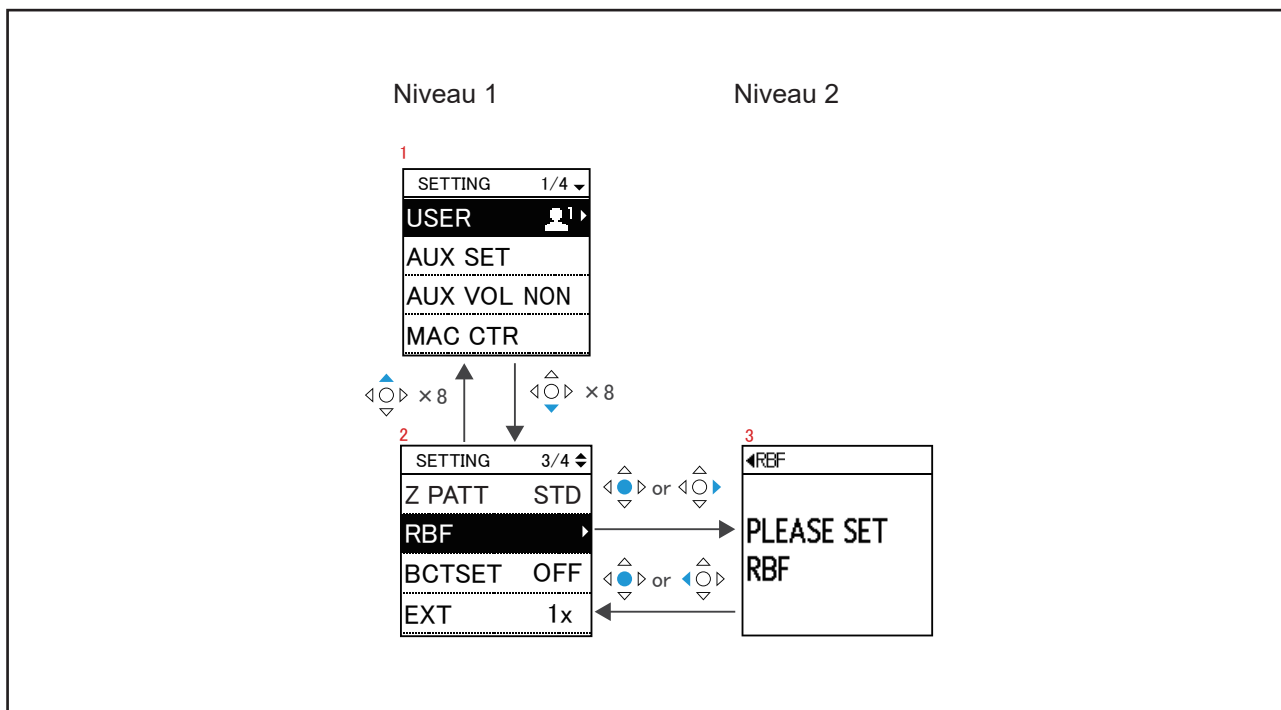 Niveau 1 Niveau 2
1
SETTING 1/4
USER 1
AUX SET
AUX VOL NON
MAC CTR
×8 ×8
2
SETTING 3/4
Z PATT STD
RBF
BCTSET OFF
EXT 1x
or
or
3
RBF
PLEASE SET
RBF